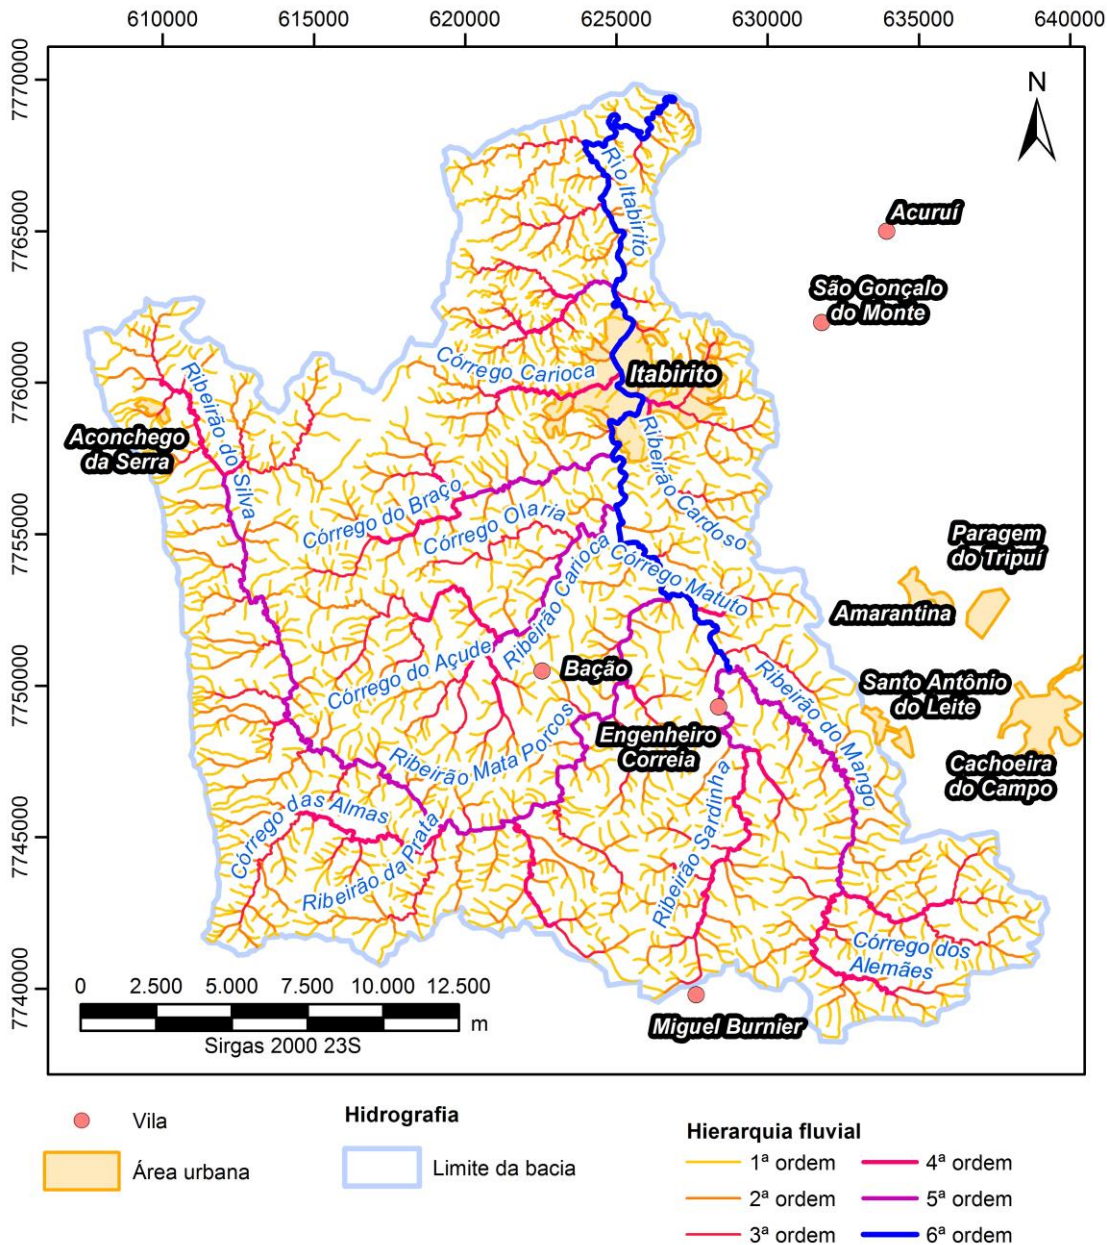 610000 615000 620000 625000 630000 635000 640000
7770000
7765000
7760000
7755000
7750000
7745000
7740000
N
Rio Itabirito
Acuruí
São Gonçalo
do Monte
Córrego Carioca
Itabirito
Ribeirão do Silva
Aconchego
da Serra
Ribeirão Cardoso
Córrego do Braço
Córrego Olaria
Ribeirão Carioca
Córrego Matuto
Paragem
do Tripuí
Amarantina
Córrego do Açude
Bação
Ribeirão do Mango
Santo Antônio
do Leite
Ribeirão Mata Porcos
Engenheiro
Correia
Cachoeira
do Campo
Córrego das Almas
Ribeirão da Prata
Ribeirão Sardinha
Córrego dos
Alemães
Miguel Burnier
0 2.500 5.000 7.500 10.000 12.500
m
Sirgas 2000 23S
Vila
Área urbana
Hidrografia
Limite da bacia
Hierarquia fluvial
1ª ordem
2ª ordem
3ª ordem
4ª ordem
5ª ordem
6ª ordem